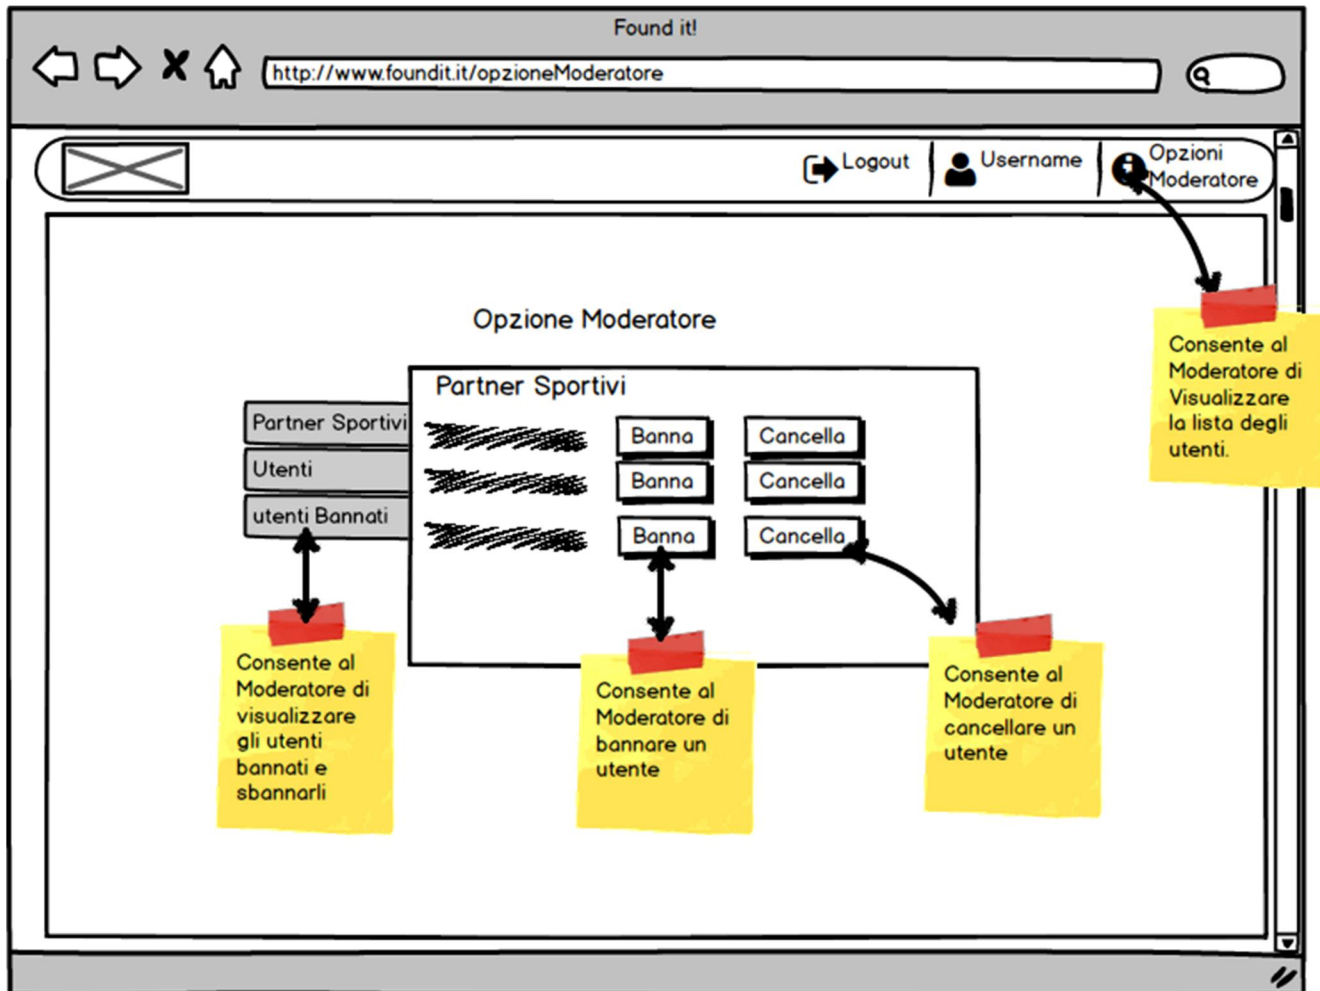 Found it!
http://www.foundit.it/opzioneModeratore
Logout
Username
Opzioni
Moderatore
Opzione Moderatore
Partner Sportivi
Utenti
utenti Bannati
Partner Sportivi
Banna Cancella
Banna Cancella
Banna Cancella
Consente al
Moderatore di
Visualizzare
la lista degli
utenti.
Consente al
Moderatore di
visualizzare
gli utenti
bannati e
sbannarli
Consente al
Moderatore di
bannare un
utente
Consente al
Moderatore di
cancellare un
utente